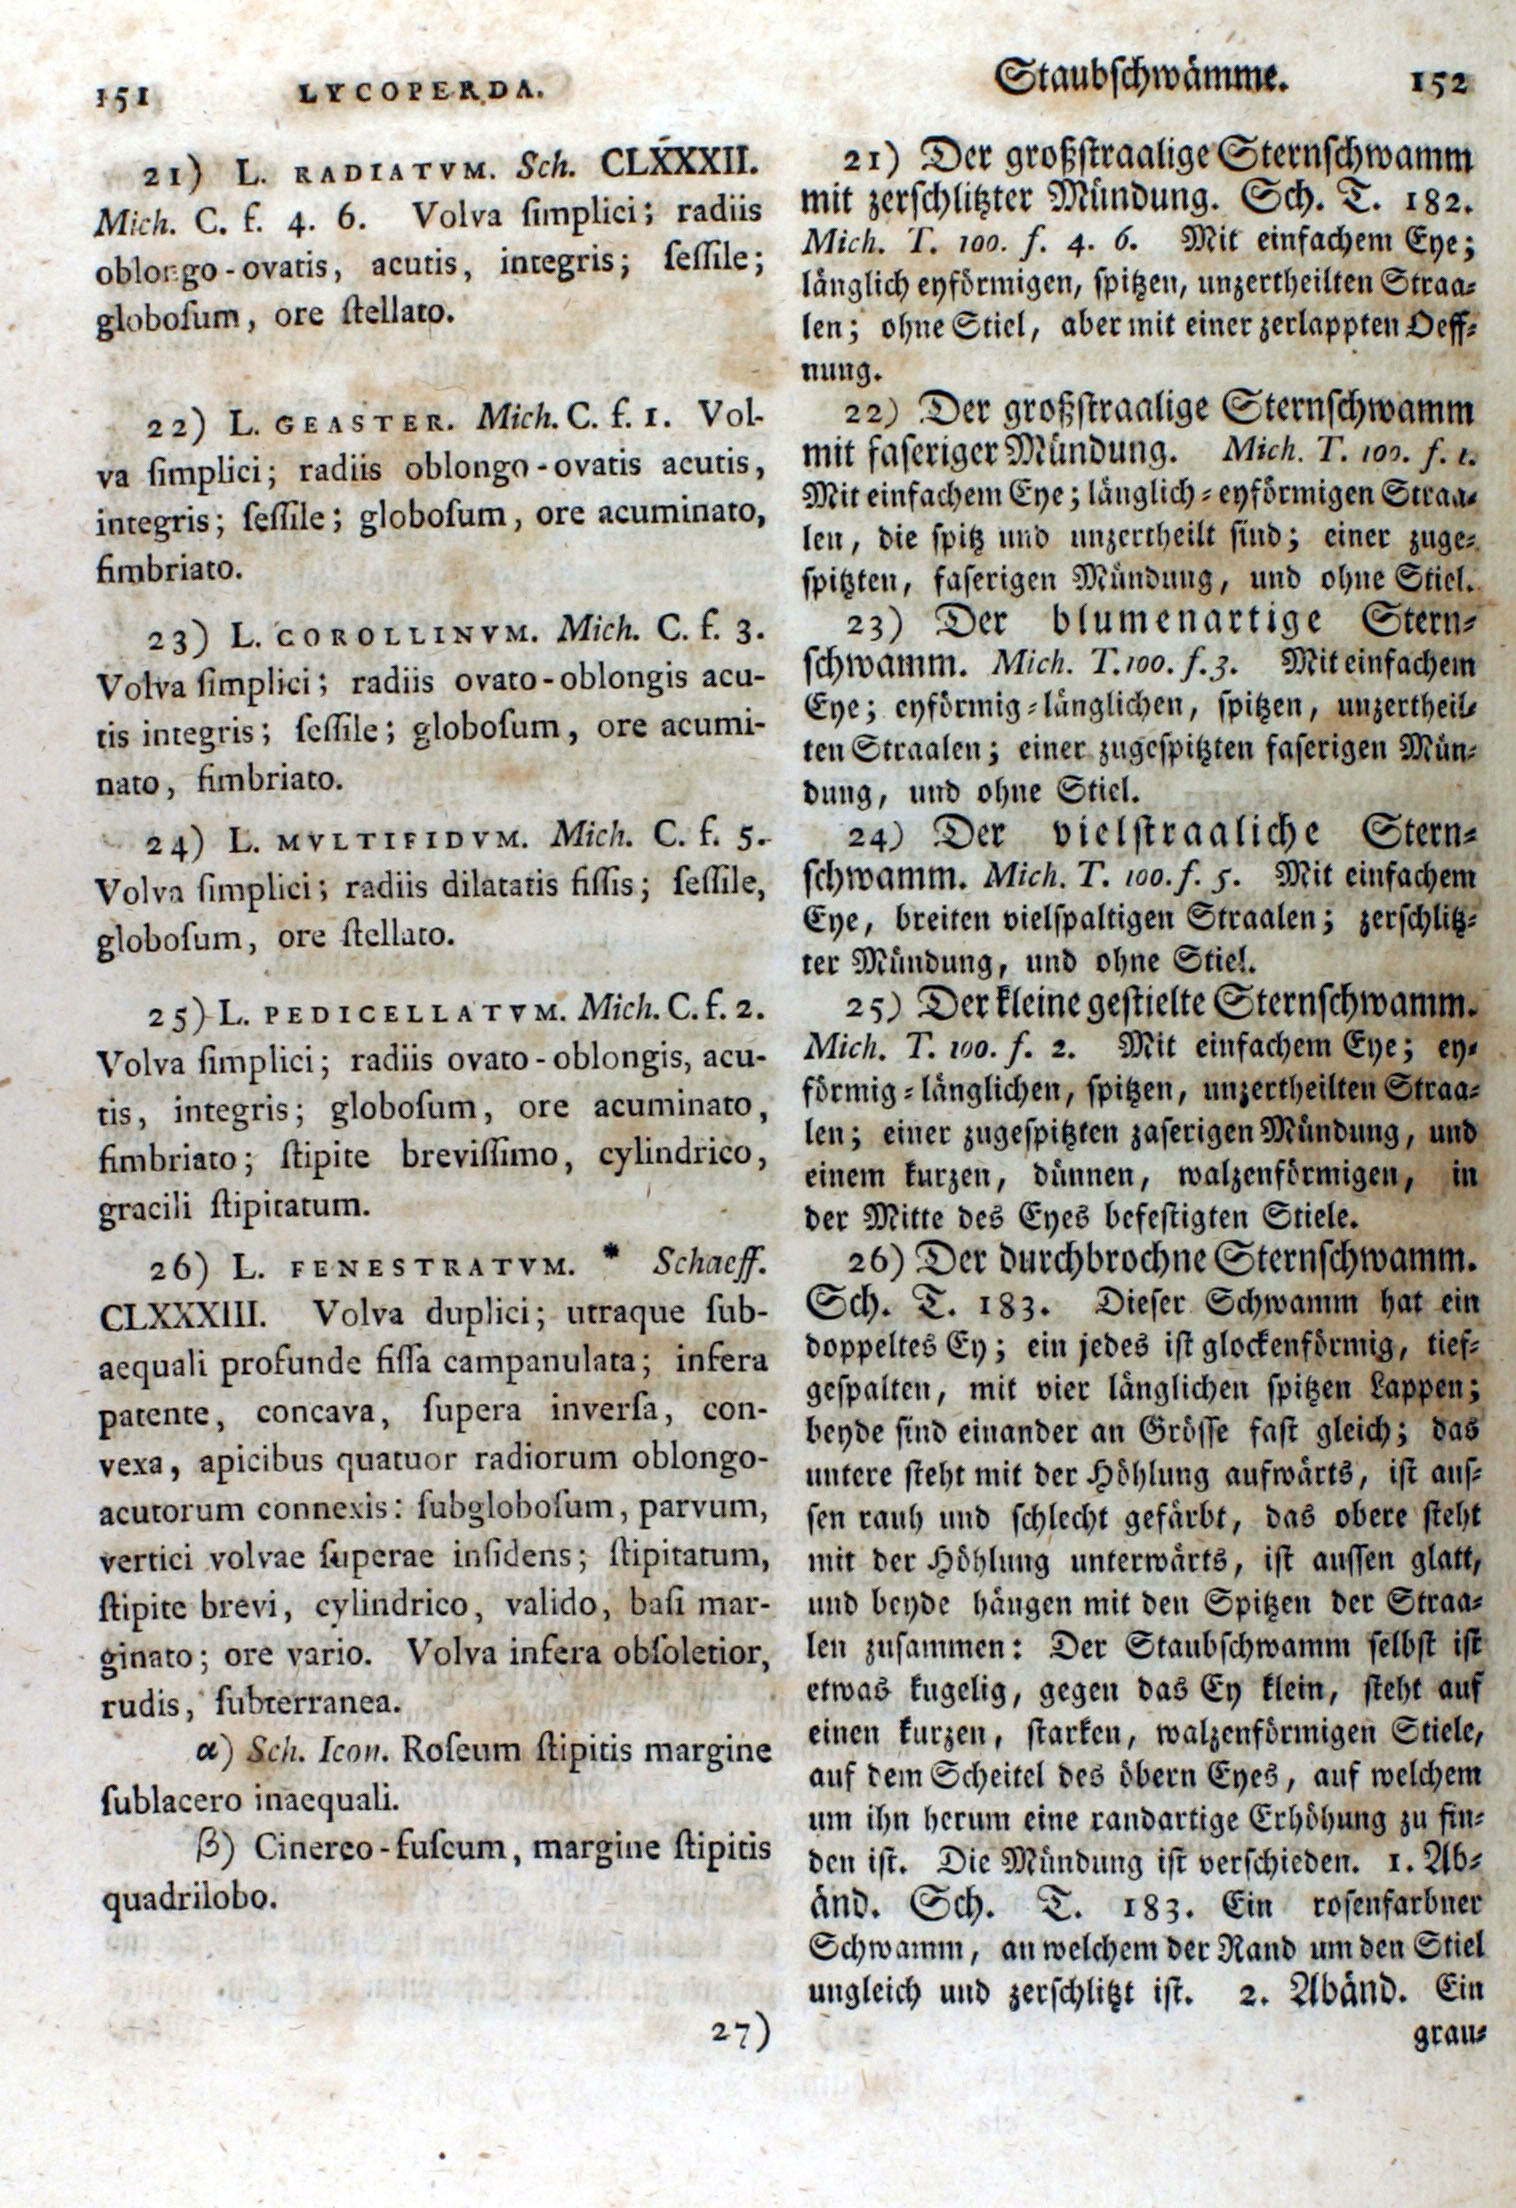 151 LYCOPERDA.
21) L. RADIATVM. Sch. CLXXXII.
Mich. C. f. 4. 6. Volva ſimplici; radiis
oblongo-ovatis, acutis, integris; ſeſſile;
globoſum, ore ſtellato.
22) L. GEASTER. Mich. C. f. 1. Vol-
va ſimplici; radiis oblongo-ovatis acutis,
integris; ſeſſile; globoſum, ore acuminato,
fimbriato.
23) L. COROLLINVM. Mich. C. f. 3.
Volva ſimplici; radiis ovato-oblongis acu-
tis integris; ſeſſile; globoſum, ore acumi-
nato, fimbriato.
24) L. MVLTIFIDVM. Mich. C. f. 5.
Volva ſimplici; radiis dilatatis fiſſis; ſeſſile,
globoſum, ore ſtellato.
25) L. PEDICELLATVM. Mich. C. f. 2.
Volva ſimplici; radiis ovato-oblongis, acu-
tis, integris; globoſum, ore acuminato,
fimbriato; ſtipite breviſſimo, cylindrico,
gracili ſtipitatum.
26) L. FENESTRATVM. * Schaeff.
CLXXXIII. Volva duplici; utraque ſub-
aequali profunde fiſſa campanulata; infera
patente, concava, ſupera inverſa, con-
vexa, apicibus quatuor radiorum oblongo-
acutorum connexis: ſubgloboſum, parvum,
vertici volvae ſuperae inſidens; ſtipitatum,
ſtipite brevi, cylindrico, valido, baſi mar-
ginato; ore vario. Volva infera obſoletior,
rudis, ſubterranea.
α) Sch. Icon. Roſeum ſtipitis margine
ſublacero inaequali.
β) Cinereo-fuſcum, margine ſtipitis
quadrilobo.
27)
Staubſchwämme. 152
21) Der großſtraalige Sternſchwamm
mit zerſchlitzter Mündung. Sch. T. 182.
Mich. T. 100. f. 4. 6. Mit einfachem Eye;
länglich eyförmigen, ſpitzen, unzertheilten Straa-
len; ohne Stiel, aber mit einer zerlappten Oeff-
nung.
22) Der großſtraalige Sternſchwamm
mit faſeriger Mündung. Mich. T. 100. f. 1.
Mit einfachem Eye; länglich-eyförmigen Straa-
len, die ſpitz und unzertheilt ſind; einer zuge-
ſpitzten, faſerigen Mündung, und ohne Stiel.
23) Der blumenartige Stern-
ſchwamm. Mich. T. 100. f. 3. Mit einfachem
Eye; eyförmig-länglichen, ſpitzen, unzertheil-
ten Straalen; einer zugeſpitzten faſerigen Mün-
dung, und ohne Stiel.
24) Der vielſtraaliche Stern-
ſchwamm. Mich. T. 100. f. 5. Mit einfachem
Eye, breiten vielſpaltigen Straalen; zerſchlitz-
ter Mündung, und ohne Stiel.
25) Der kleine geſtielte Sternſchwamm.
Mich. T. 100. f. 2. Mit einfachem Eye; ey-
förmig-länglichen, ſpitzen, unzertheilten Straa-
len; einer zugeſpitzten zaſerigen Mündung, und
einem kurzen, dünnen, walzenförmigen, in
der Mitte des Eyes befeſtigten Stiele.
26) Der durchbrochne Sternſchwamm.
Sch. T. 183. Dieſer Schwamm hat ein
doppeltes Ey; ein jedes iſt glockenförmig, tief-
geſpalten, mit vier länglichen ſpitzen Lappen;
beyde ſind einander an Gröſſe faſt gleich; das
untere ſteht mit der Höhlung aufwärts, iſt auſ-
ſen rauh und ſchlecht gefärbt, das obere ſteht
mit der Höhlung unterwärts, iſt auſſen glatt,
und beyde hängen mit den Spitzen der Straa-
len zuſammen: Der Staubſchwamm ſelbſt iſt
etwas kugelig, gegen das Ey klein, ſteht auf
einen kurzen, ſtarken, walzenförmigen Stiele,
auf dem Scheitel des öbern Eyes, auf welchem
um ihn herum eine randartige Erhöhung zu fin-
den iſt. Die Mündung iſt verſchieden. 1. Ab-
änd. Sch. T. 183. Ein roſenfarbner
Schwamm, an welchem der Rand um den Stiel
ungleich und zerſchlitzt iſt. 2. Abänd. Ein
grau-